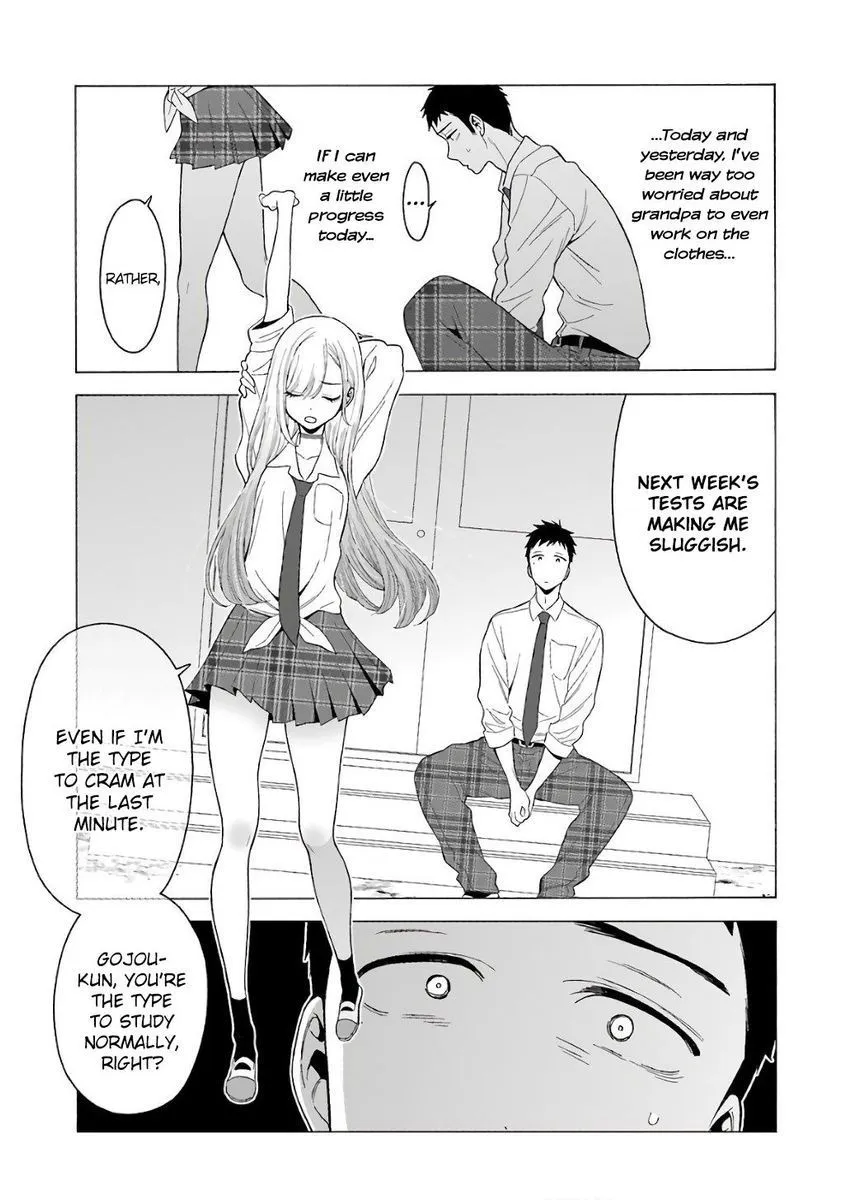 ...Today and
yesterday, I've
been way too
worried about
grandpa to even
work on the
clothes...
...
IF I can
make even
a little
progress
today...
RATHER,
NEXT WEEK'S
TESTS ARE
MAKING ME
SLUGGISH.
EVEN IF I'M
THE TYPE
TO CRAM AT
THE LAST
MINUTE.
GOJOU-
KUN, YOU'RE
THE TYPE
TO STUDY
NORMALLY,
RIGHT?